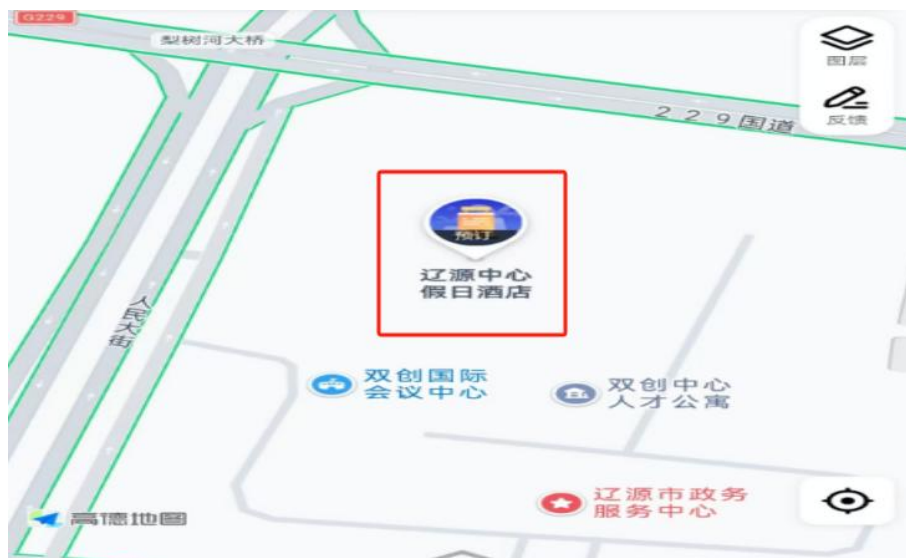 G229
梨树河大桥
图层
反馈
229国道
预订
辽源中心
假日酒店
人民大街
双创国际
会议中心
双创中心
人才公寓
辽源市政务
服务中心
高德地图